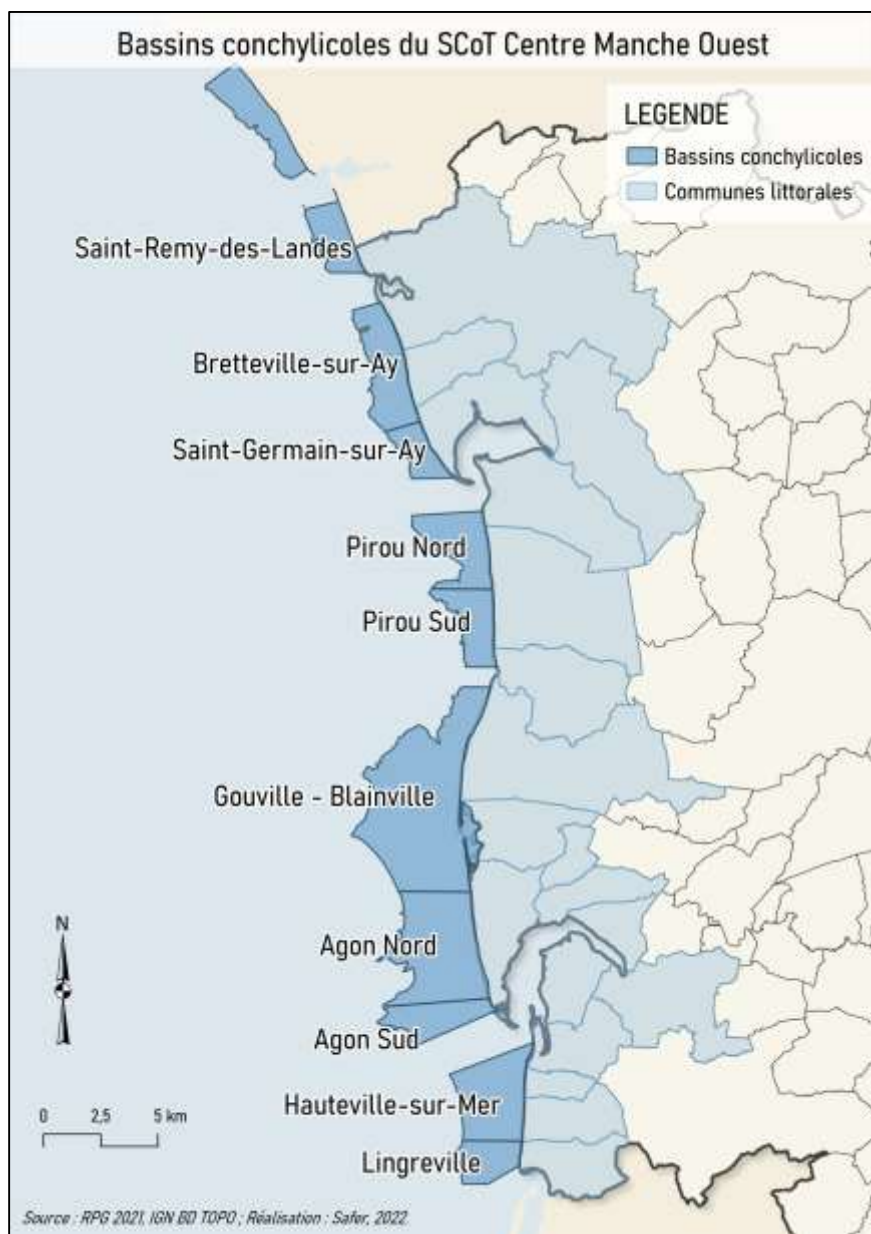 Bassins conchylicoles du SCoT Centre Manche Ouest
LEGENDE
Bassins conchylicoles
Communes littorales
Saint-Remy-des-Landes
Bretteville-sur-Ay
Saint-Germain-sur-Ay
Pirou Nord
Pirou Sud
Gouville - Blainville
Agon Nord
Agon Sud
Hauteville-sur-Mer
Lingreville
N
0 2,5 5 km
Source : RPG 2021, IGN BD TOPO ; Réalisation : Safer, 2022